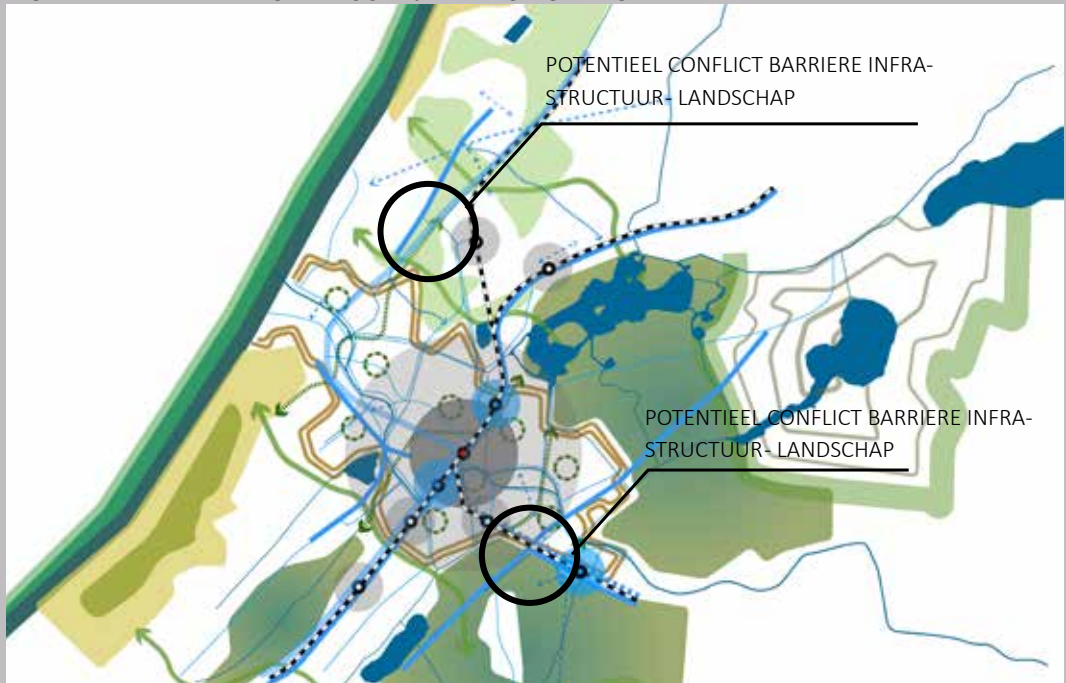 POTENTIEEL CONFLICT BARRIERE INFRA-
STRUCTUUR- LANDSCHAP
POTENTIEEL CONFLICT BARRIERE INFRA-
STRUCTUUR- LANDSCHAP